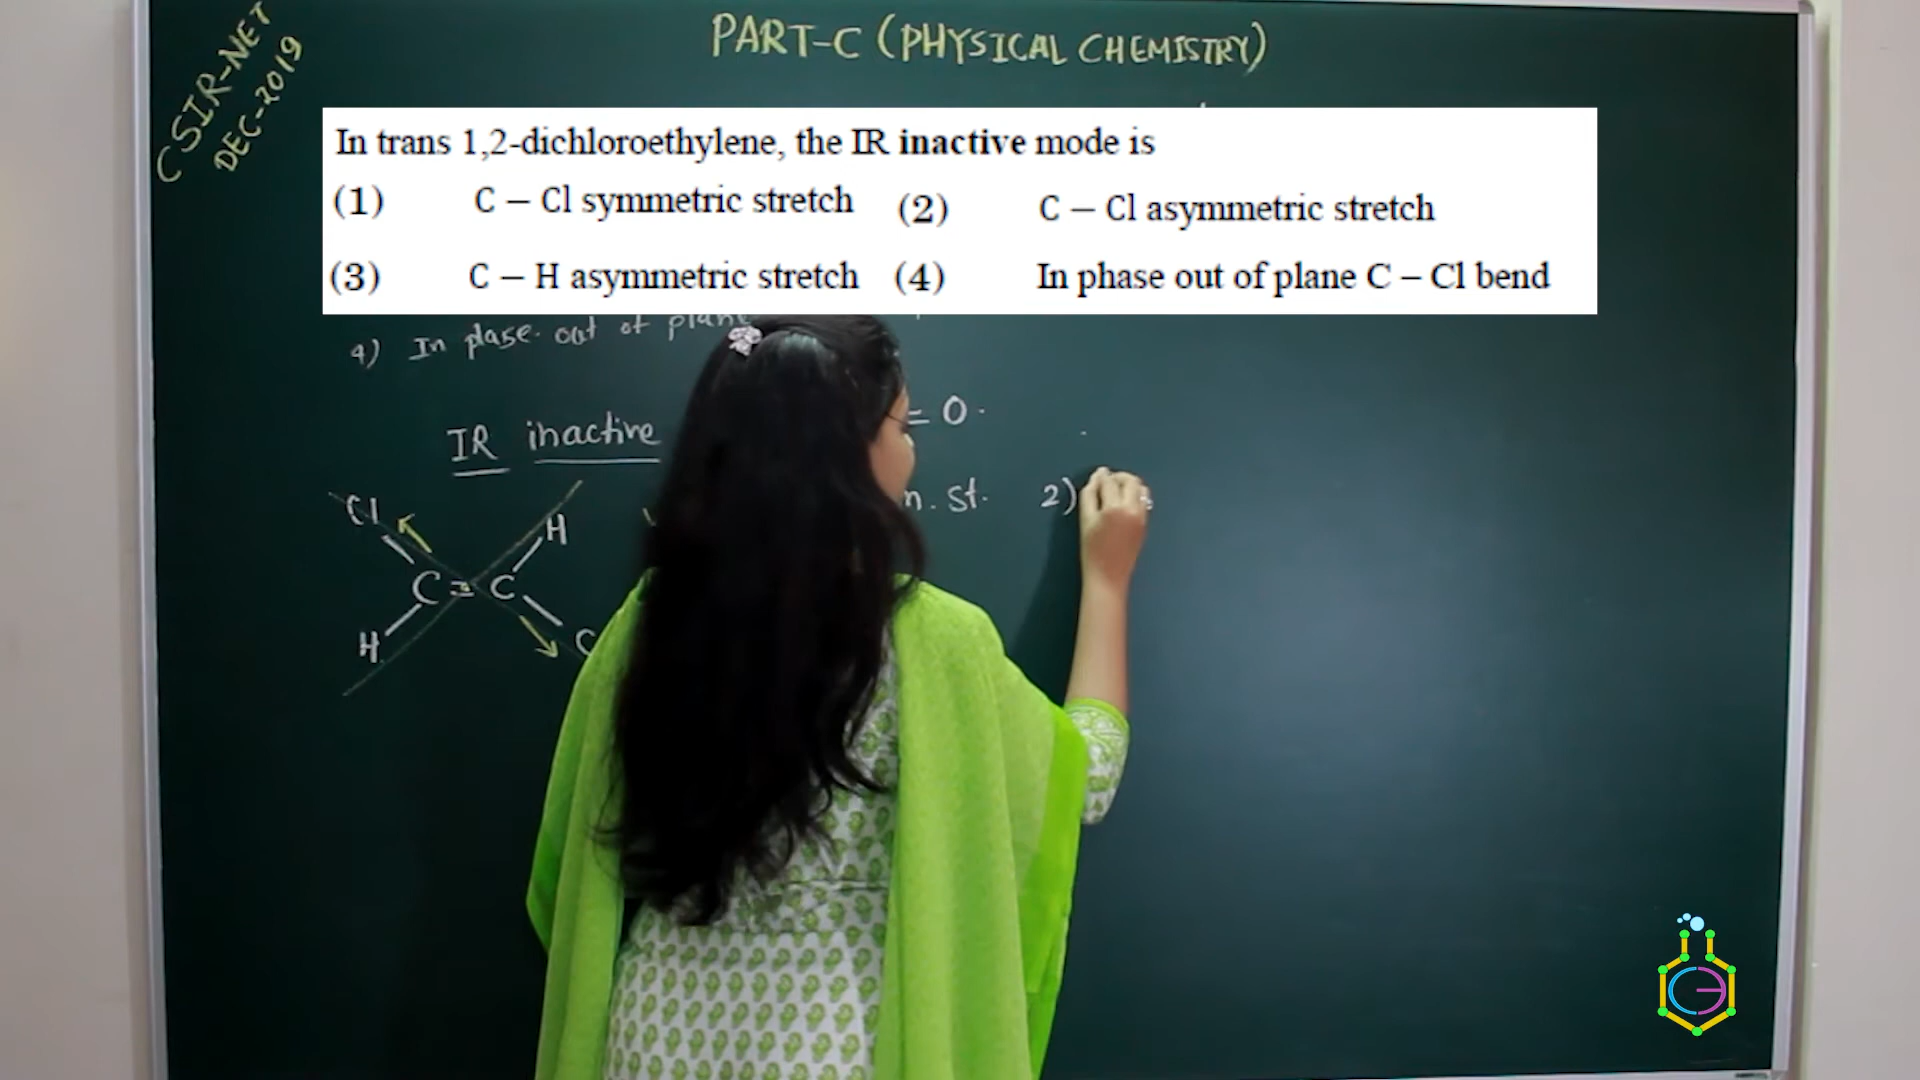 CSIR-NET
DEC-2019
PART-C (PHYSICAL CHEMISTRY)
In trans 1,2-dichloroethylene, the IR inactive mode is
(1) C – Cl symmetric stretch (2) C – Cl asymmetric stretch
(3) C – H asymmetric stretch (4) In phase out of plane C – Cl bend
4) In plase out of plane
IR inactive = 0.
n. st. 2)
Cl H
C = C
H C